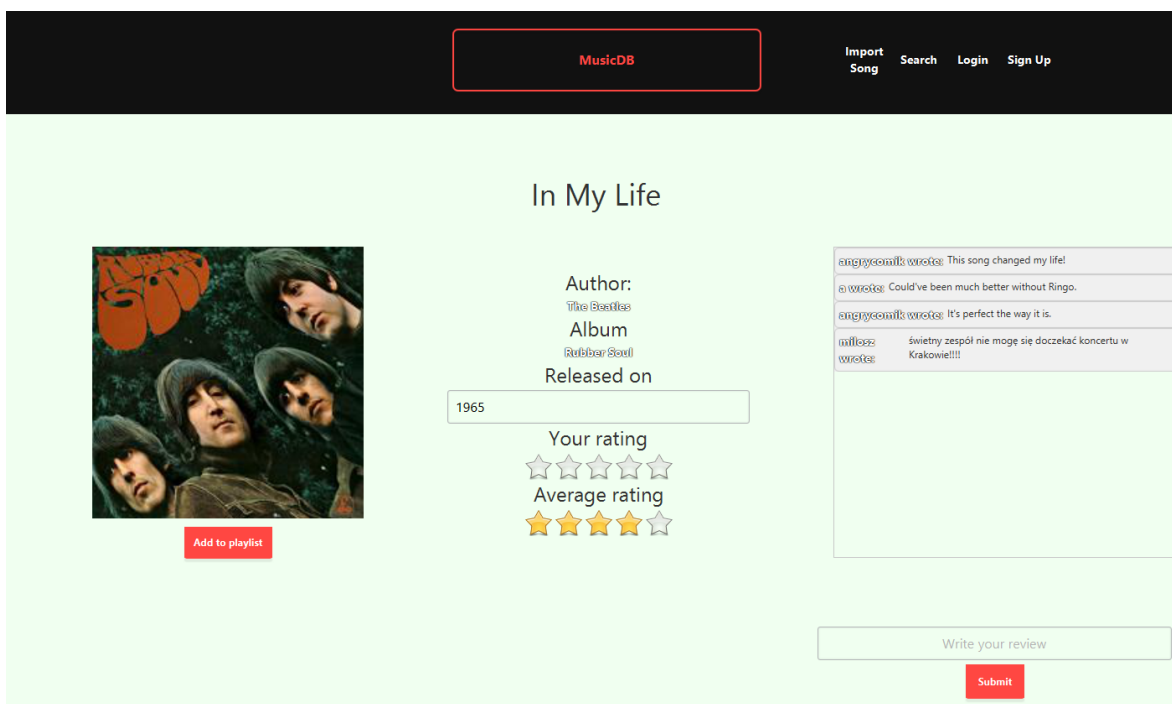 MusicDB
Import
Song
Search
Login
Sign Up
In My Life
RUBBER
SOUL
Add to playlist
Author:
The Beatles
Album
Rubber Soul
Released on
1965
Your rating
Average rating
angrycomik wrote: This song changed my life!
a wrote: Could've been much better without Ringo.
angrycomik wrote: It's perfect the way it is.
milosz wrote: świetny zespół nie mogę się doczekać koncertu w
Krakowie!!!!
Write your review
Submit